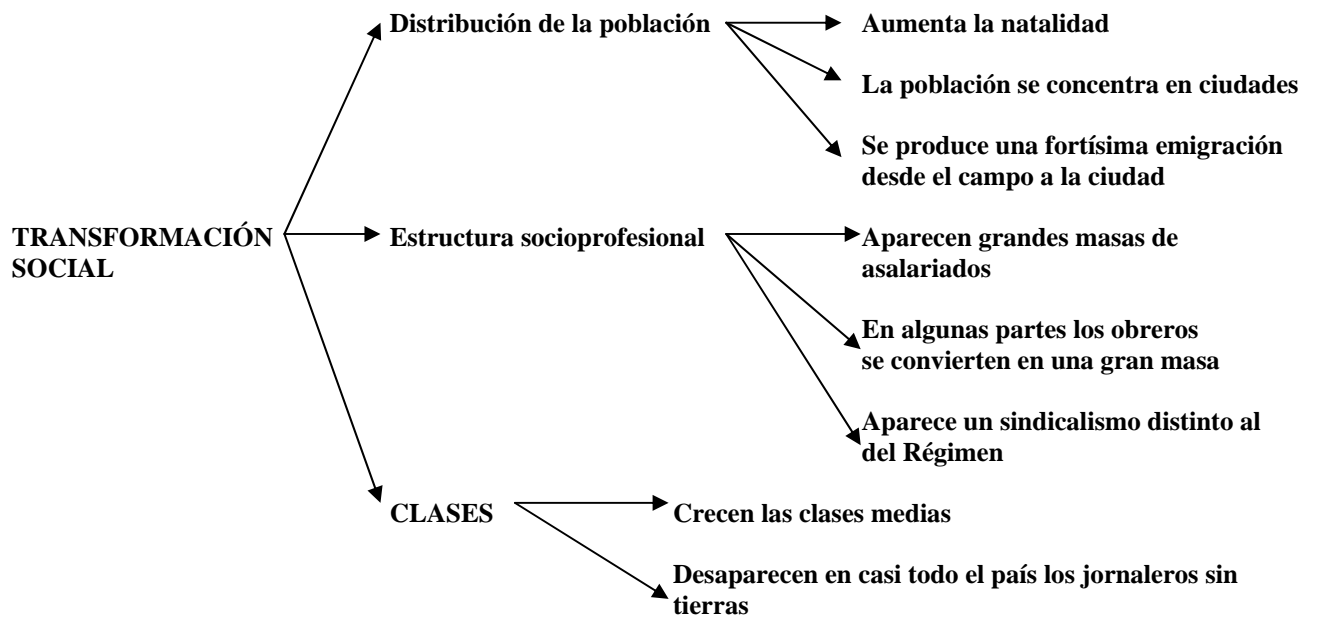 Distribución de la población
Aumenta la natalidad
La población se concentra en ciudades
Se produce una fortísima emigración
desde el campo a la ciudad
TRANSFORMACIÓN
SOCIAL
Estructura socioprofesional
Aparecen grandes masas de
asalariados
En algunas partes los obreros
se convierten en una gran masa
Aparece un sindicalismo distinto al
del Régimen
CLASES
Crecen las clases medias
Desaparecen en casi todo el país los jornaleros sin
tierras